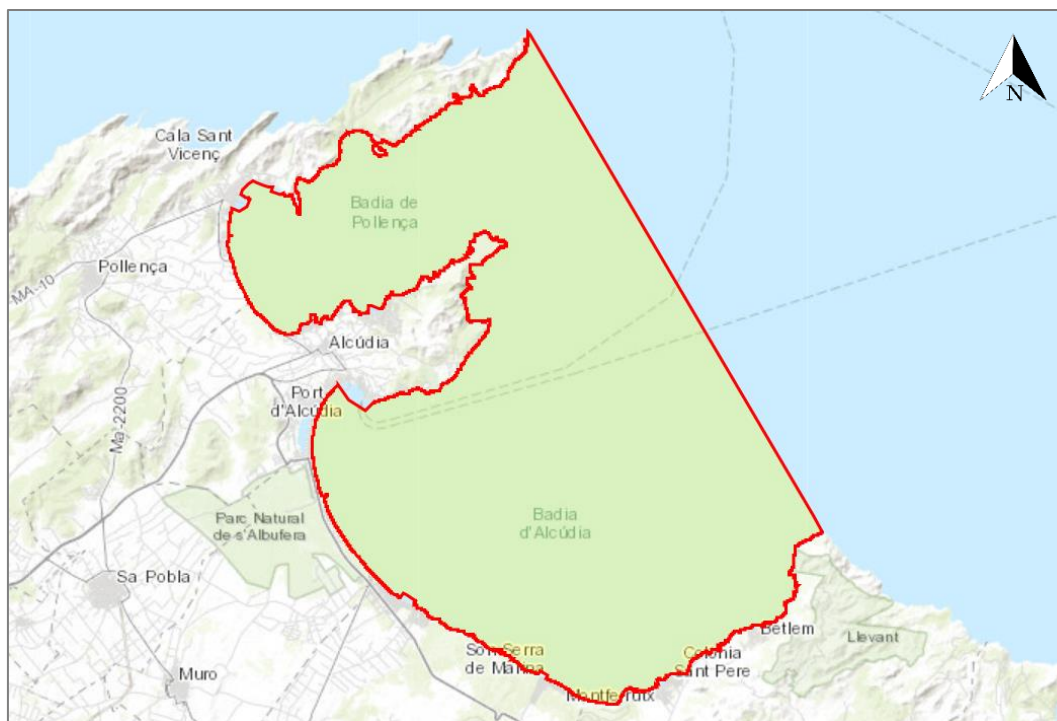 N
Cala Sant
Vicenç
Badia de
Pollença
Pollença
MA-10
Alcúdia
Port
d'Alcúdia
Ma-2200
Badia
d'Alcúdia
Parc Natural
de s'Albufera
Sa Pobla
Betlem
Llevant
Son Serra
de Marina
Colònia
Sant Pere
Muro
Montferrutx